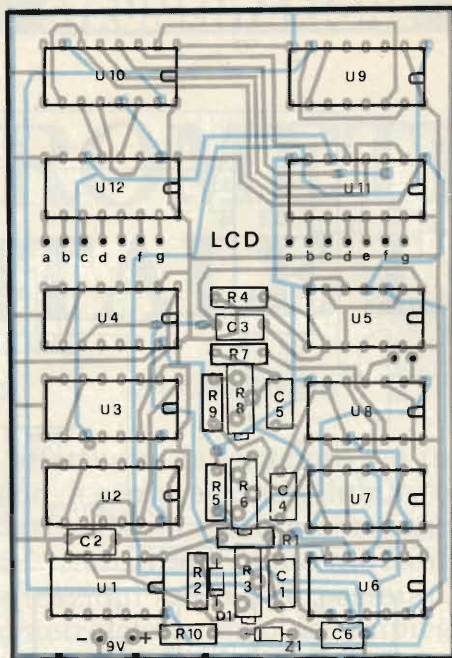 U10 U9
U12 U11
LCD
a b c d e f g a b c d e f g
R4
U4 C3 U5
R7
U3 R9 R8 C5 U8
U2 R5 R6 C4 U7
C2 R1
U1 R2 D1 R3 C1 U6
- 9V + R10 Z1 C6